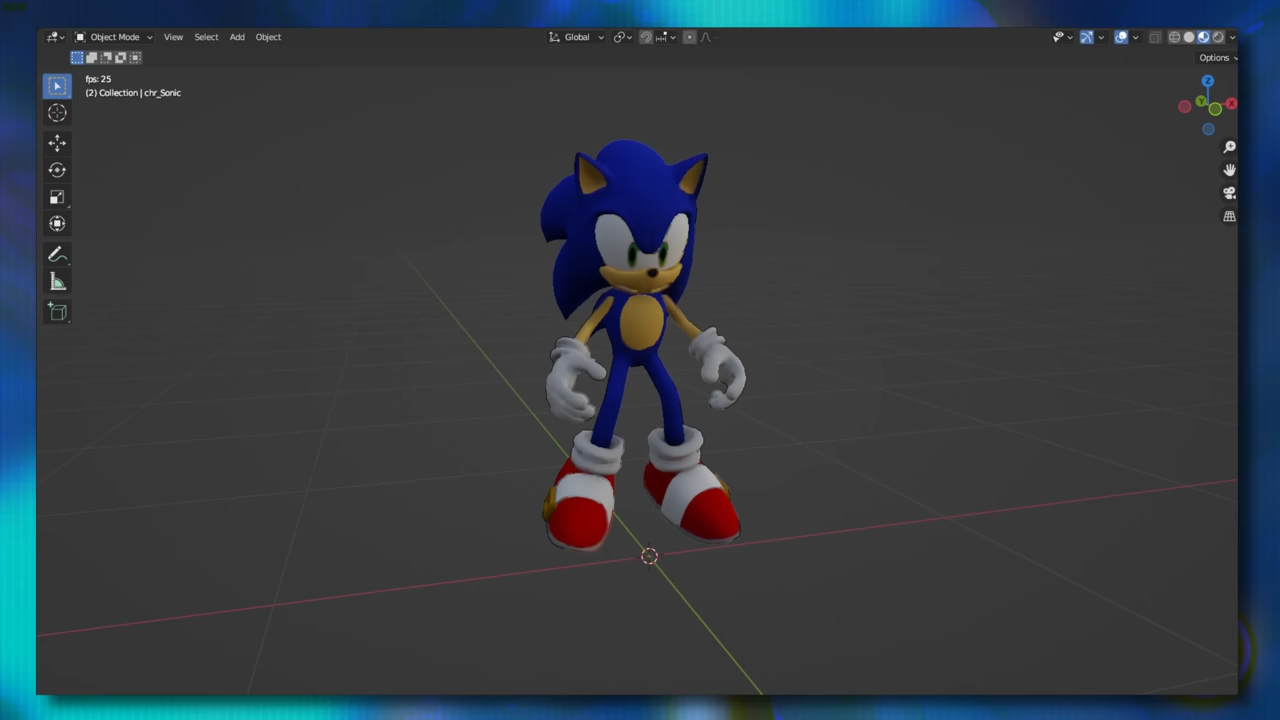 Object Mode View Select Add Object Global
Options
fps: 25
(2) Collection | chr_Sonic
Z
Y
X